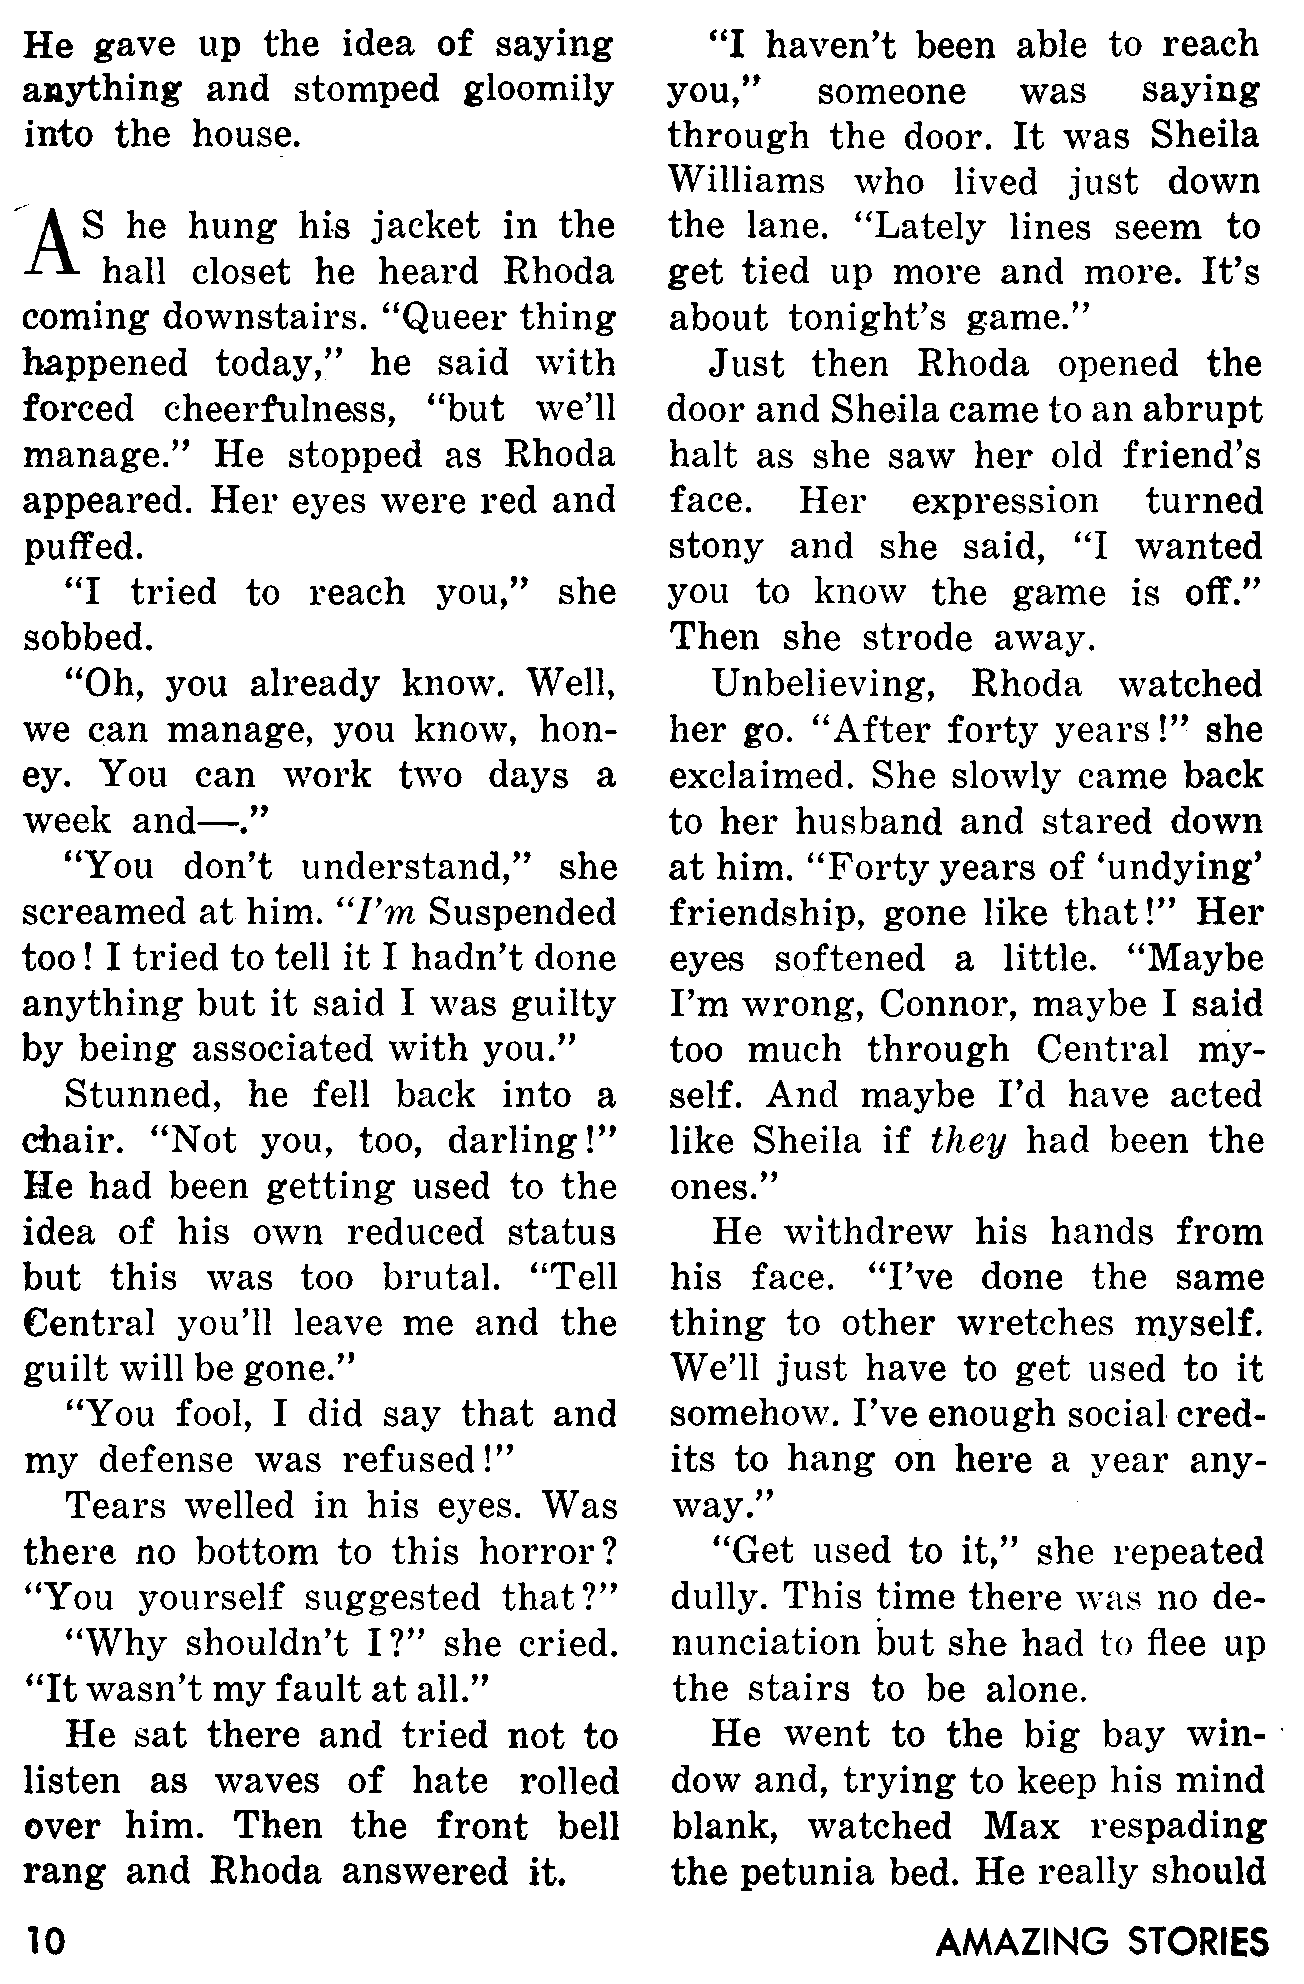 He gave up the idea of saying
anything and stomped gloomily
into the house.
AS he hung his jacket in the
hall closet he heard Rhoda
coming downstairs. “Queer thing
happened today,” he said with
forced cheerfulness, “but we’ll
manage.” He stopped as Rhoda
appeared. Her eyes were red and
puffed.
“I tried to reach you,” she
sobbed.
“Oh, you already know. Well,
we can manage, you know, hon-
ey. You can work two days a
week and—.”
“You don’t understand,” she
screamed at him. “I’m Suspended
too! I tried to tell it I hadn’t done
anything but it said I was guilty
by being associated with you.”
Stunned, he fell back into a
chair. “Not you, too, darling!”
He had been getting used to the
idea of his own reduced status
but this was too brutal. “Tell
Central you’ll leave me and the
guilt will be gone.”
“You fool, I did say that and
my defense was refused!”
Tears welled in his eyes. Was
there no bottom to this horror?
“You yourself suggested that?”
“Why shouldn’t I?” she cried.
“It wasn’t my fault at all.”
He sat there and tried not to
listen as waves of hate rolled
over him. Then the front bell
rang and Rhoda answered it.
“I haven’t been able to reach
you,” someone was saying
through the door. It was Sheila
Williams who lived just down
the lane. “Lately lines seem to
get tied up more and more. It’s
about tonight’s game.”
Just then Rhoda opened the
door and Sheila came to an abrupt
halt as she saw her old friend’s
face. Her expression turned
stony and she said, “I wanted
you to know the game is off.”
Then she strode away.
Unbelieving, Rhoda watched
her go. “After forty years!” she
exclaimed. She slowly came back
to her husband and stared down
at him. “Forty years of ‘undying’
friendship, gone like that!” Her
eyes softened a little. “Maybe
I’m wrong, Connor, maybe I said
too much through Central my-
self. And maybe I’d have acted
like Sheila if they had been the
ones.”
He withdrew his hands from
his face. “I’ve done the same
thing to other wretches myself.
We’ll just have to get used to it
somehow. I’ve enough social cred-
its to hang on here a year any-
way.”
“Get used to it,” she repeated
dully. This time there was no de-
nunciation but she had to flee up
the stairs to be alone.
He went to the big bay win-
dow and, trying to keep his mind
blank, watched Max respading
the petunia bed. He really should
10
AMAZING STORIES